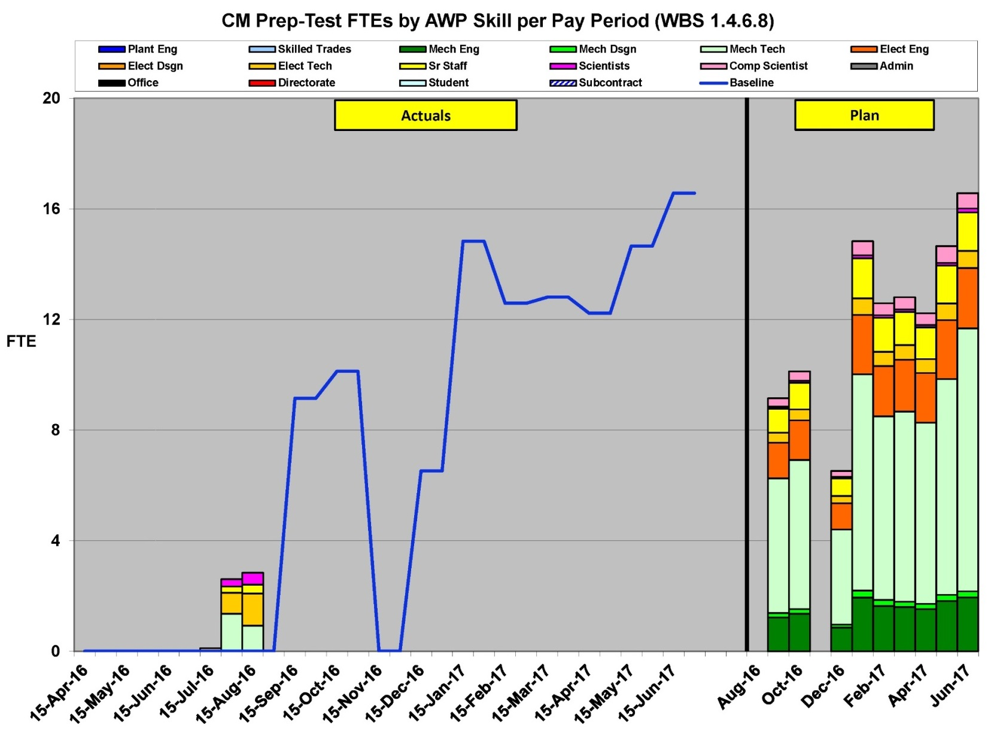 CM Prep-Test FTEs by AWP Skill per Pay Period (WBS 1.4.6.8)
Plant Eng Skilled Trades Mech Eng Mech Dsgn Mech Tech Elect Eng
Elect Dsgn Elect Tech Sr Staff Scientists Comp Scientist Admin
Office Directorate Student Subcontract Baseline
20
Actuals Plan
16
12
FTE
8
4
0
15-Apr-16 15-May-16 15-Jun-16 15-Jul-16 15-Aug-16 15-Sep-16 15-Oct-16 15-Nov-16 15-Dec-16 15-Jan-17 15-Feb-17 15-Mar-17 15-Apr-17 15-May-17 15-Jun-17 Aug-16 Oct-16 Dec-16 Feb-17 Apr-17 Jun-17